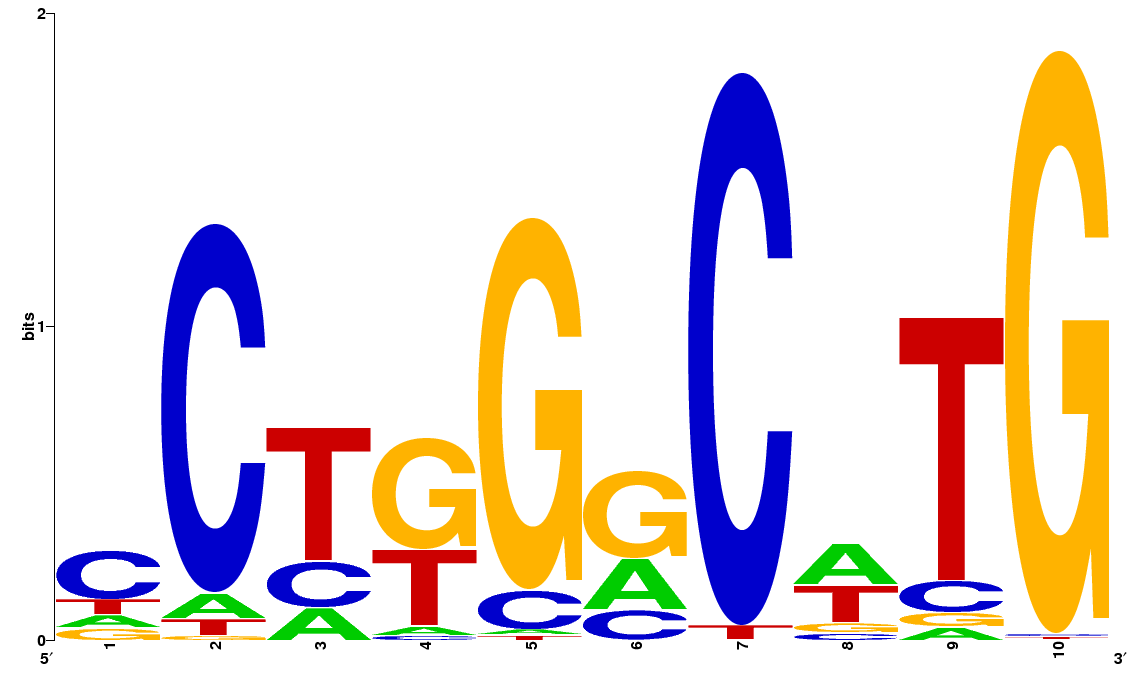 2
bits
1
0
C T A G
C A T G
T C A
G T A C
G C A T
G A C
C T
A T G C
T C G A
G C T
1 2 3 4 5 6 7 8 9 10
5′ 3′